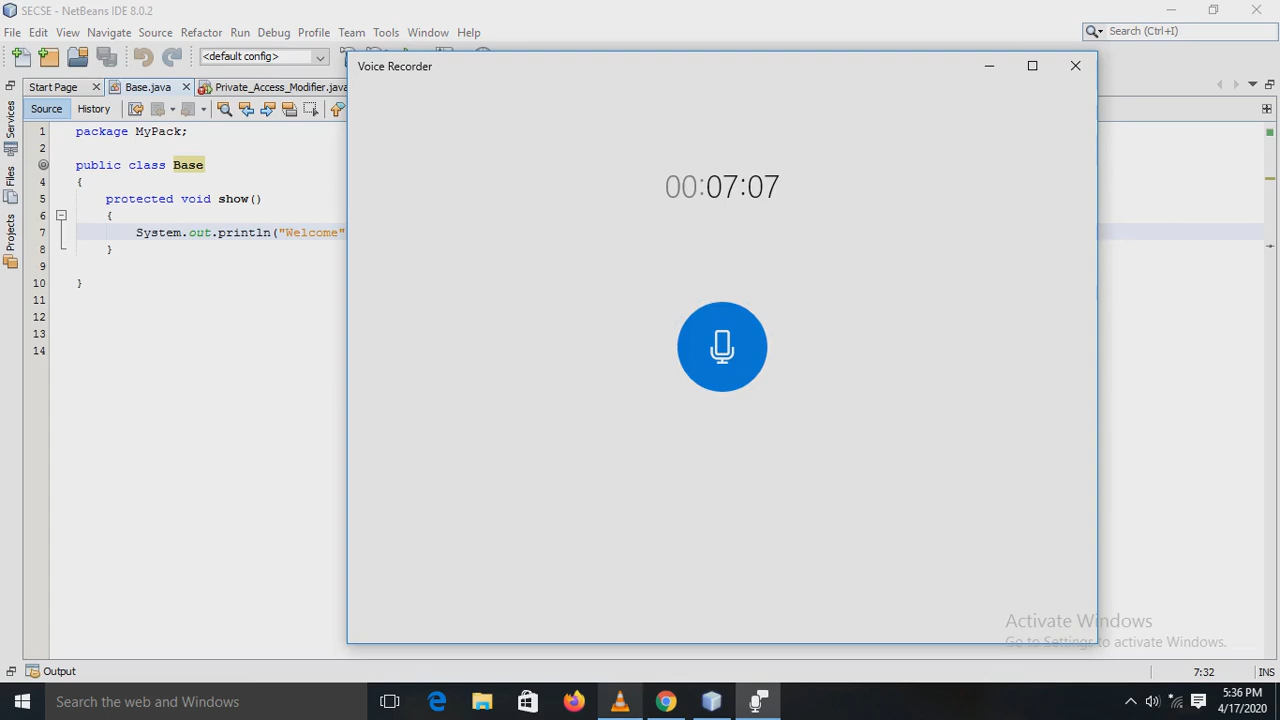 SECSE - NetBeans IDE 8.0.2
File Edit View Navigate Source Refactor Run Debug Profile Team Tools Window Help
Search (Ctrl+I)
<default config>
Voice Recorder
Start Page Base.java Private_Access_Modifier.java
Source History
Services
Files
Projects
1 package MyPack;
2
public class Base
4 {
5 protected void show()
6 {
7 System.out.println("Welcome"
8 }
9
10 }
11
12
13
14
00:07:07
Activate Windows
Go to Settings to activate Windows.
Output
7:32 INS
Search the web and Windows
5:36 PM
4/17/2020